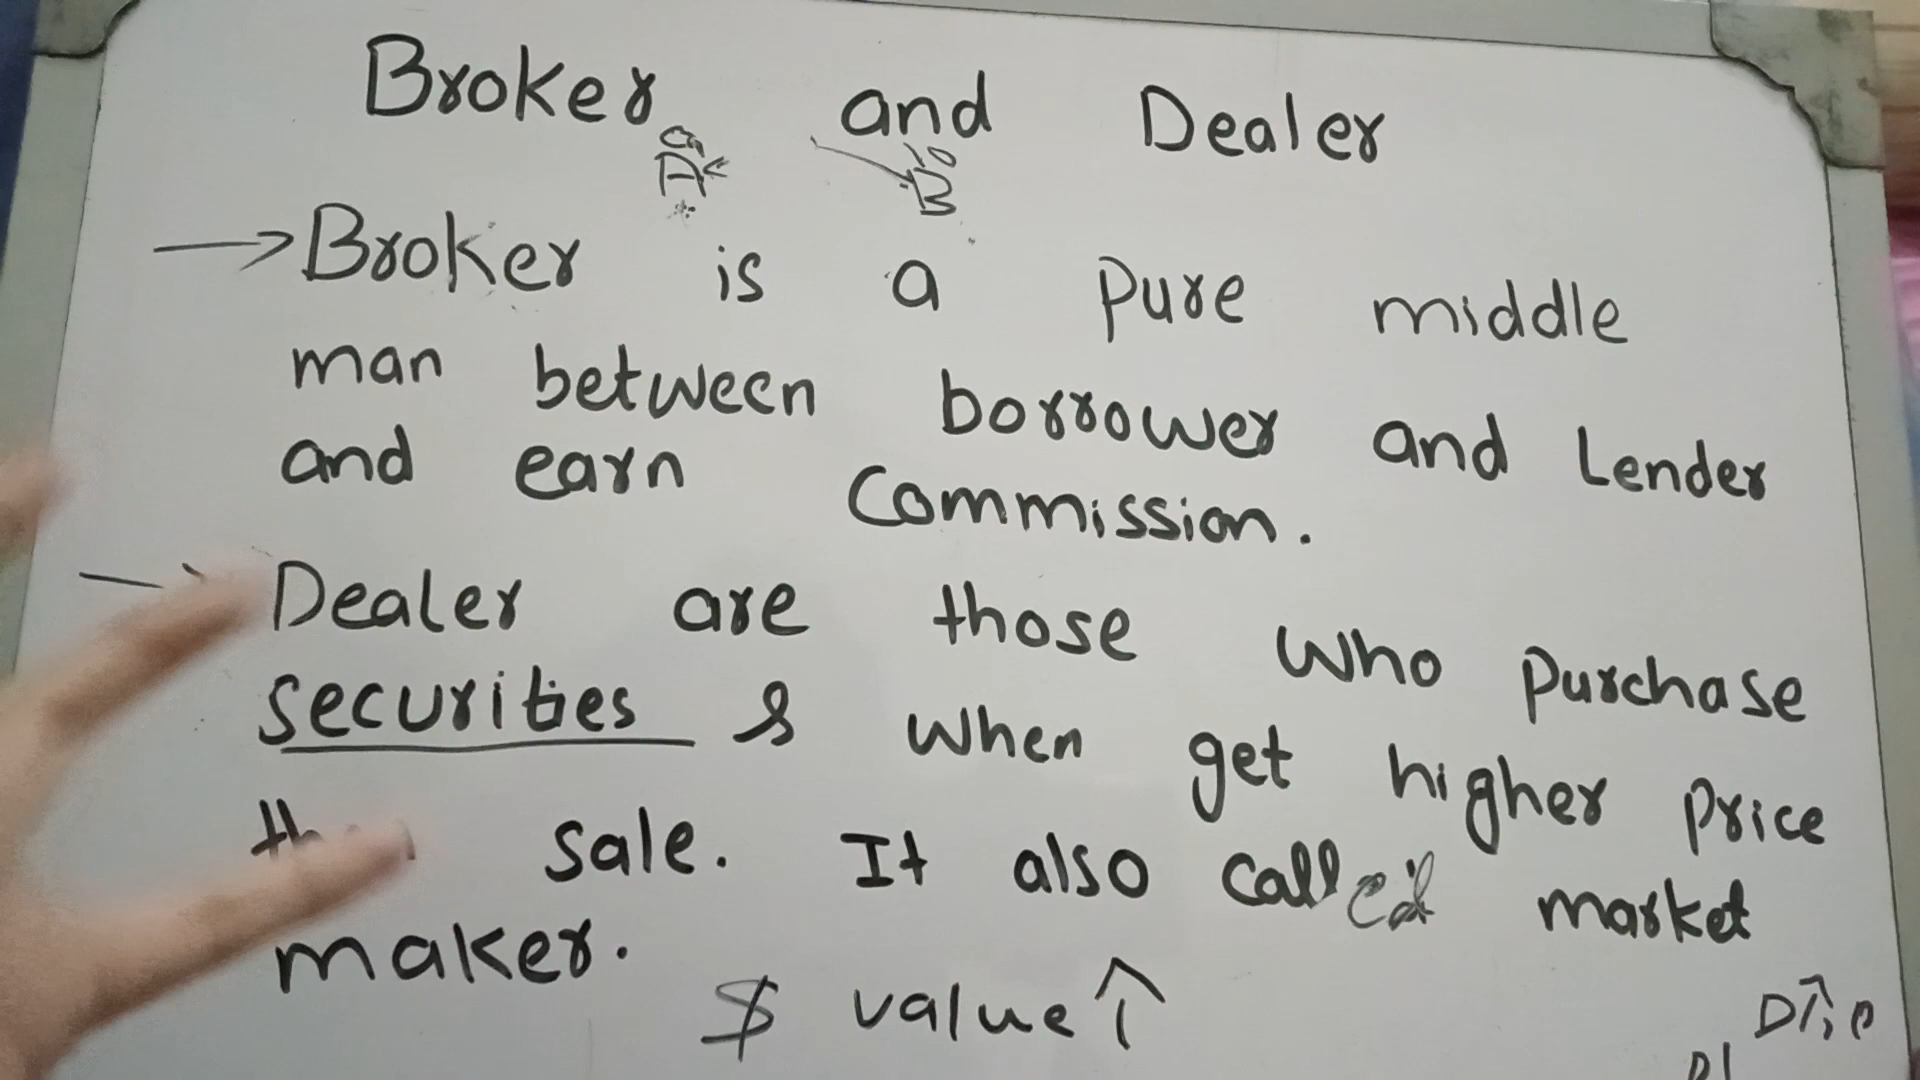 Broker and Dealer
→ Broker is a pure middle
man between borrower and Lender
and earn Commission.
Dealer are those who purchase
securities & when get higher price
sale. It also called market
maker.
$ value ↑